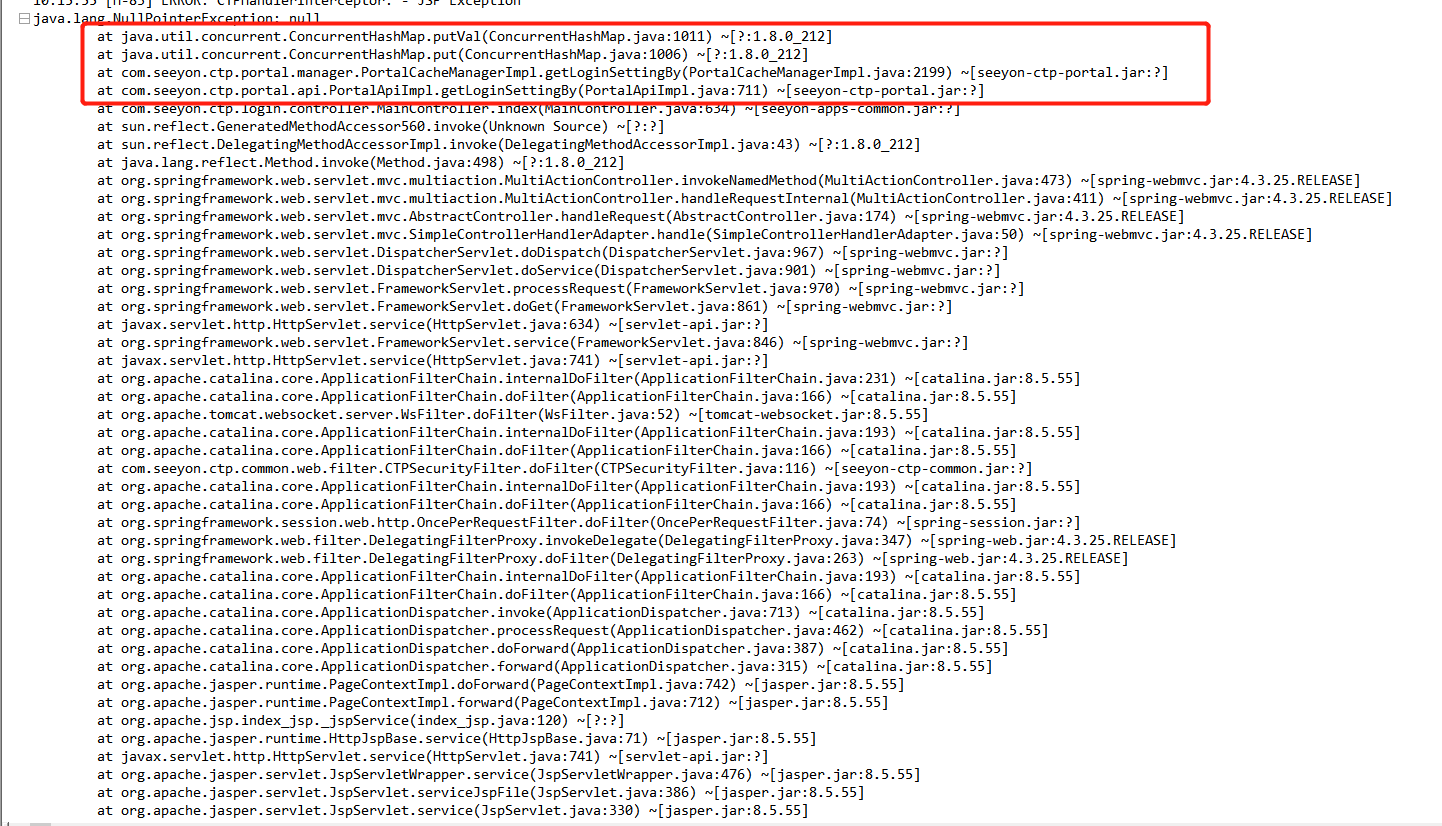 10:15:55 [H-85] ERROR: CTPHandlerInterceptor: - JSP Exception
java.lang.NullPointerException: null
at java.util.concurrent.ConcurrentHashMap.putVal(ConcurrentHashMap.java:1011) ~[?:1.8.0_212]
at java.util.concurrent.ConcurrentHashMap.put(ConcurrentHashMap.java:1006) ~[?:1.8.0_212]
at com.seeyon.ctp.portal.manager.PortalCacheManagerImpl.getLoginSettingBy(PortalCacheManagerImpl.java:2199) ~[seeyon-ctp-portal.jar:?]
at com.seeyon.ctp.portal.api.PortalApiImpl.getLoginSettingBy(PortalApiImpl.java:711) ~[seeyon-ctp-portal.jar:?]
at com.seeyon.ctp.login.controller.MainController.index(MainController.java:634) ~[seeyon-apps-common.jar:?]
at sun.reflect.GeneratedMethodAccessor560.invoke(Unknown Source) ~[?:?]
at sun.reflect.DelegatingMethodAccessorImpl.invoke(DelegatingMethodAccessorImpl.java:43) ~[?:1.8.0_212]
at java.lang.reflect.Method.invoke(Method.java:498) ~[?:1.8.0_212]
at org.springframework.web.servlet.mvc.multiaction.MultiActionController.invokeNamedMethod(MultiActionController.java:473) ~[spring-webmvc.jar:4.3.25.RELEASE]
at org.springframework.web.servlet.mvc.multiaction.MultiActionController.handleRequestInternal(MultiActionController.java:411) ~[spring-webmvc.jar:4.3.25.RELEASE]
at org.springframework.web.servlet.mvc.AbstractController.handleRequest(AbstractController.java:174) ~[spring-webmvc.jar:4.3.25.RELEASE]
at org.springframework.web.servlet.mvc.SimpleControllerHandlerAdapter.handle(SimpleControllerHandlerAdapter.java:50) ~[spring-webmvc.jar:4.3.25.RELEASE]
at org.springframework.web.servlet.DispatcherServlet.doDispatch(DispatcherServlet.java:967) ~[spring-webmvc.jar:?]
at org.springframework.web.servlet.DispatcherServlet.doService(DispatcherServlet.java:901) ~[spring-webmvc.jar:?]
at org.springframework.web.servlet.FrameworkServlet.processRequest(FrameworkServlet.java:970) ~[spring-webmvc.jar:?]
at org.springframework.web.servlet.FrameworkServlet.doGet(FrameworkServlet.java:861) ~[spring-webmvc.jar:?]
at javax.servlet.http.HttpServlet.service(HttpServlet.java:634) ~[servlet-api.jar:?]
at org.springframework.web.servlet.FrameworkServlet.service(FrameworkServlet.java:846) ~[spring-webmvc.jar:?]
at javax.servlet.http.HttpServlet.service(HttpServlet.java:741) ~[servlet-api.jar:?]
at org.apache.catalina.core.ApplicationFilterChain.internalDoFilter(ApplicationFilterChain.java:231) ~[catalina.jar:8.5.55]
at org.apache.catalina.core.ApplicationFilterChain.doFilter(ApplicationFilterChain.java:166) ~[catalina.jar:8.5.55]
at org.apache.tomcat.websocket.server.WsFilter.doFilter(WsFilter.java:52) ~[tomcat-websocket.jar:8.5.55]
at org.apache.catalina.core.ApplicationFilterChain.internalDoFilter(ApplicationFilterChain.java:193) ~[catalina.jar:8.5.55]
at org.apache.catalina.core.ApplicationFilterChain.doFilter(ApplicationFilterChain.java:166) ~[catalina.jar:8.5.55]
at com.seeyon.ctp.common.web.filter.CTPSecurityFilter.doFilter(CTPSecurityFilter.java:116) ~[seeyon-ctp-common.jar:?]
at org.apache.catalina.core.ApplicationFilterChain.internalDoFilter(ApplicationFilterChain.java:193) ~[catalina.jar:8.5.55]
at org.apache.catalina.core.ApplicationFilterChain.doFilter(ApplicationFilterChain.java:166) ~[catalina.jar:8.5.55]
at org.springframework.session.web.http.OncePerRequestFilter.doFilter(OncePerRequestFilter.java:74) ~[spring-session.jar:?]
at org.springframework.web.filter.DelegatingFilterProxy.invokeDelegate(DelegatingFilterProxy.java:347) ~[spring-web.jar:4.3.25.RELEASE]
at org.springframework.web.filter.DelegatingFilterProxy.doFilter(DelegatingFilterProxy.java:263) ~[spring-web.jar:4.3.25.RELEASE]
at org.apache.catalina.core.ApplicationFilterChain.internalDoFilter(ApplicationFilterChain.java:193) ~[catalina.jar:8.5.55]
at org.apache.catalina.core.ApplicationFilterChain.doFilter(ApplicationFilterChain.java:166) ~[catalina.jar:8.5.55]
at org.apache.catalina.core.ApplicationDispatcher.invoke(ApplicationDispatcher.java:713) ~[catalina.jar:8.5.55]
at org.apache.catalina.core.ApplicationDispatcher.processRequest(ApplicationDispatcher.java:462) ~[catalina.jar:8.5.55]
at org.apache.catalina.core.ApplicationDispatcher.doForward(ApplicationDispatcher.java:387) ~[catalina.jar:8.5.55]
at org.apache.catalina.core.ApplicationDispatcher.forward(ApplicationDispatcher.java:315) ~[catalina.jar:8.5.55]
at org.apache.jasper.runtime.PageContextImpl.doForward(PageContextImpl.java:742) ~[jasper.jar:8.5.55]
at org.apache.jasper.runtime.PageContextImpl.forward(PageContextImpl.java:712) ~[jasper.jar:8.5.55]
at org.apache.jsp.index_jsp._jspService(index_jsp.java:120) ~[?:?]
at org.apache.jasper.runtime.HttpJspBase.service(HttpJspBase.java:71) ~[jasper.jar:8.5.55]
at javax.servlet.http.HttpServlet.service(HttpServlet.java:741) ~[servlet-api.jar:?]
at org.apache.jasper.servlet.JspServletWrapper.service(JspServletWrapper.java:476) ~[jasper.jar:8.5.55]
at org.apache.jasper.servlet.JspServlet.serviceJspFile(JspServlet.java:386) ~[jasper.jar:8.5.55]
at org.apache.jasper.servlet.JspServlet.service(JspServlet.java:330) ~[jasper.jar:8.5.55]